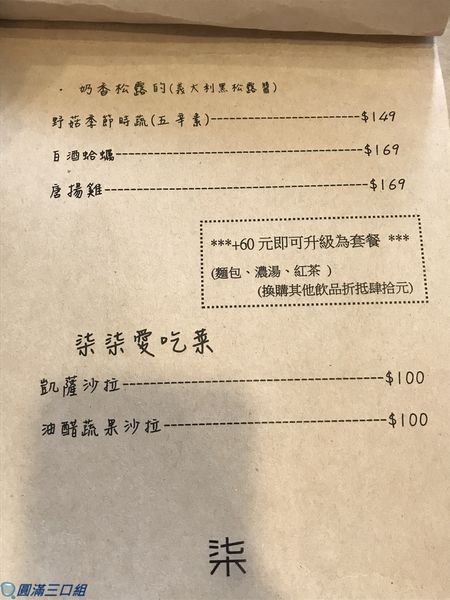 · 奶香松露的(義大利黑松露醬)
野菇季節時蔬(五辛素)--------------------------$149
白酒蛤蠣--------------------------------------------$169
唐揚雞----------------------------------------------$169
***+60 元即可升級為套餐 ***
(麵包、濃湯、紅茶 )
(換購其他飲品折抵肆拾元)
柒柒愛吃菜
凱薩沙拉--------------------------------------------$100
油醋蔬果沙拉--------------------------------------$100
柒
圓滿三口組